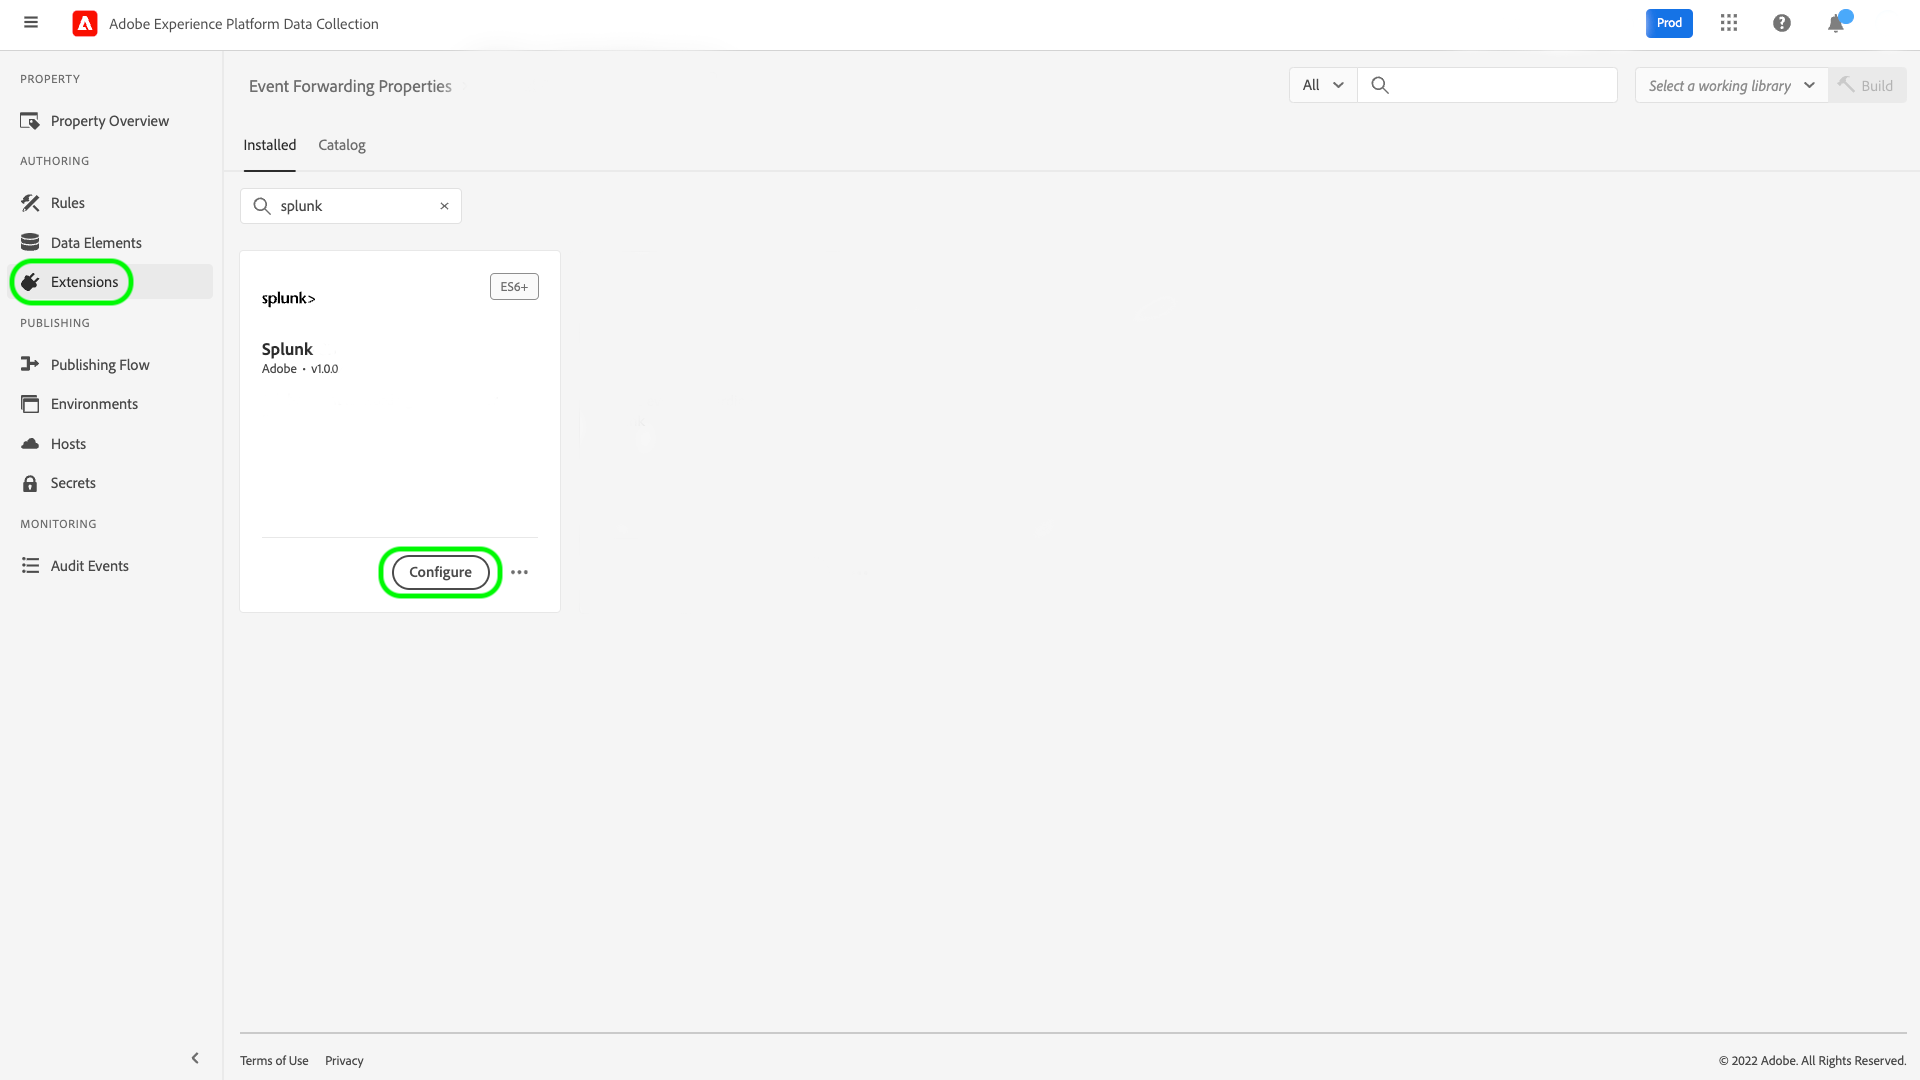 Adobe Experience Platform Data Collection
Prod
PROPERTY
Property Overview
AUTHORING
Rules
Data Elements
Extensions
PUBLISHING
Publishing Flow
Environments
Hosts
Secrets
MONITORING
Audit Events
Event Forwarding Properties
All
Select a working library
Build
Installed
Catalog
splunk
splunk>
ES6+
Splunk
Adobe • v1.0.0
Configure
Terms of Use
Privacy
© 2022 Adobe. All Rights Reserved.